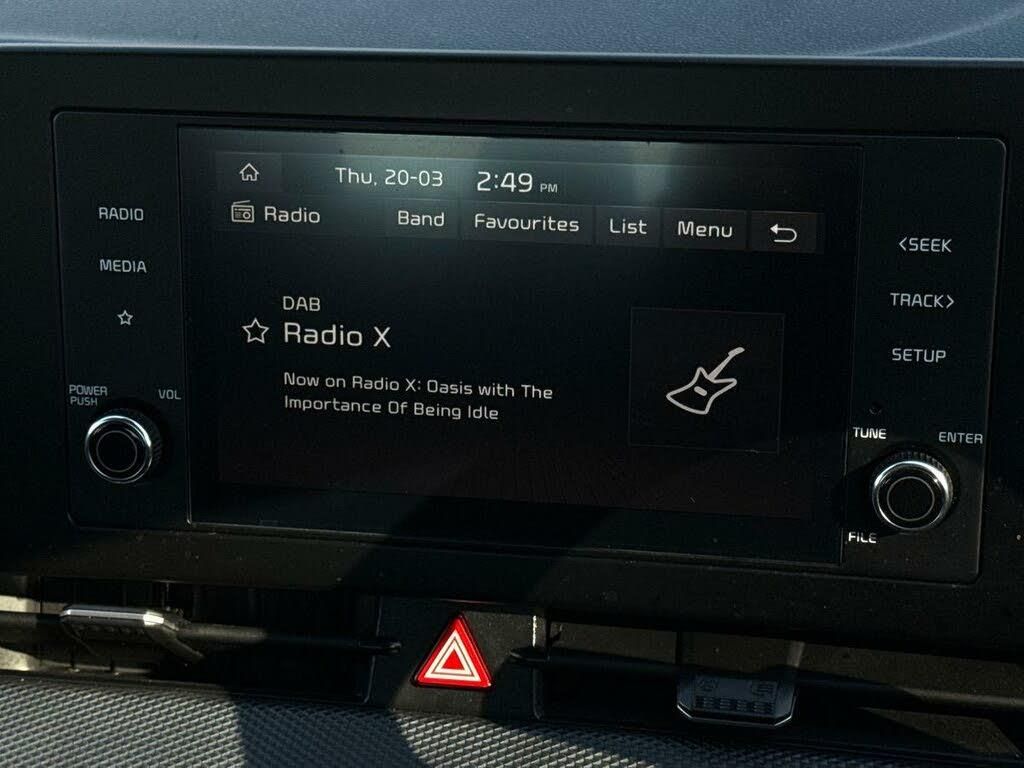 Thu, 20-03 2:49 PM
Radio Band Favourites List Menu
DAB
Radio X
Now on Radio X: Oasis with The
Importance Of Being Idle
RADIO
MEDIA
POWER
PUSH
VOL
<SEEK
TRACK>
SETUP
TUNE
ENTER
FILE